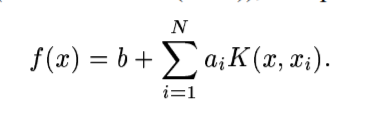 f(x) = b + \sum_{i=1}^{N} a_i K(x, x_i).